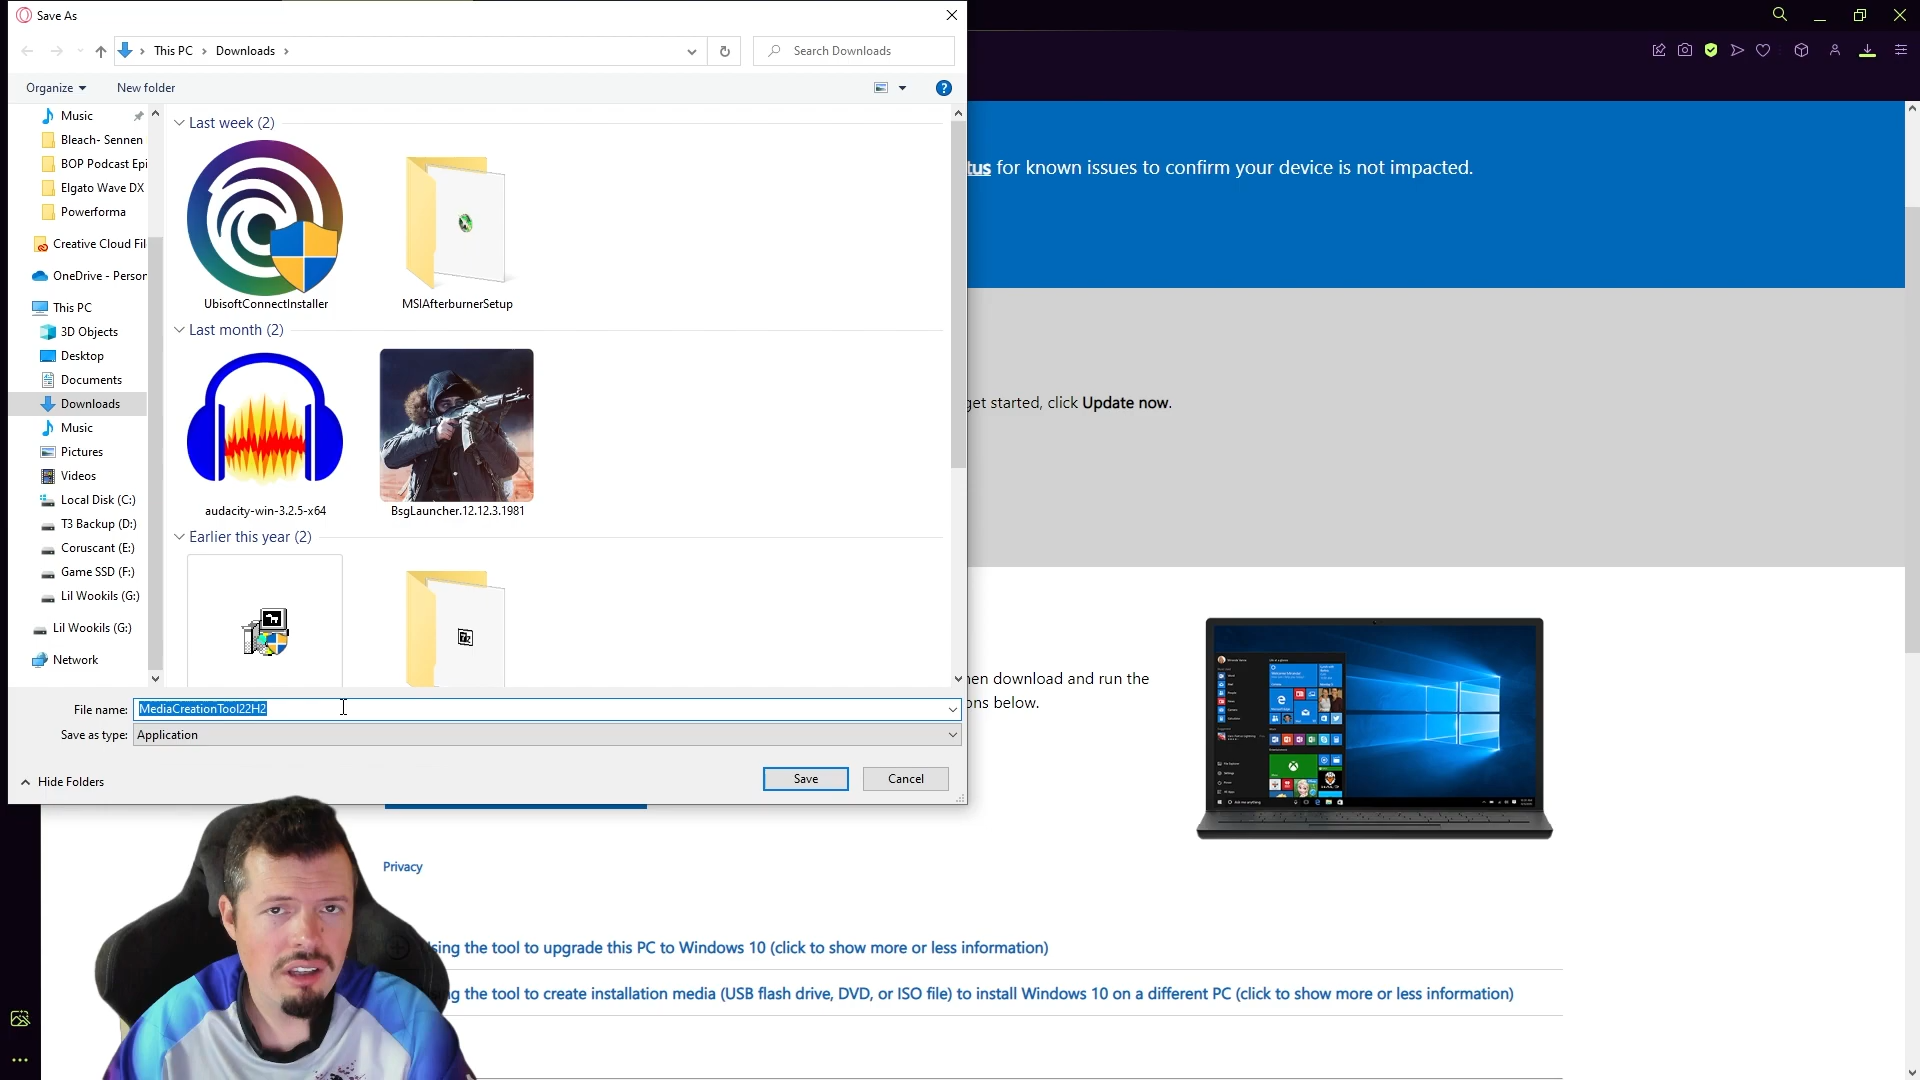 Save As
This PC
Downloads
Search Downloads
Organize
New folder
Music
Bleach- Sennen
BOP Podcast Epi
Elgato Wave DX
Powerforma
Creative Cloud Fil
OneDrive - Person
This PC
3D Objects
Desktop
Documents
Downloads
Music
Pictures
Videos
Local Disk (C:)
T3 Backup (D:)
Coruscant (E:)
Game SSD (F:)
Lil Wookils (G:)
Lil Wookils (G:)
Network
Last week (2)
UbisoftConnectInstaller
MSIAfterburnerSetup
Last month (2)
audacity-win-3.2.5-x64
BsgLauncher.12.12.3.1981
Earlier this year (2)
File name: MediaCreationTool22H2
Save as type: Application
Hide Folders
Save
Cancel
tus for known issues to confirm your device is not impacted.
get started, click Update now.
hen download and run the
ons below.
Privacy
sing the tool to upgrade this PC to Windows 10 (click to show more or less information)
ng the tool to create installation media (USB flash drive, DVD, or ISO file) to install Windows 10 on a different PC (click to show more or less information)